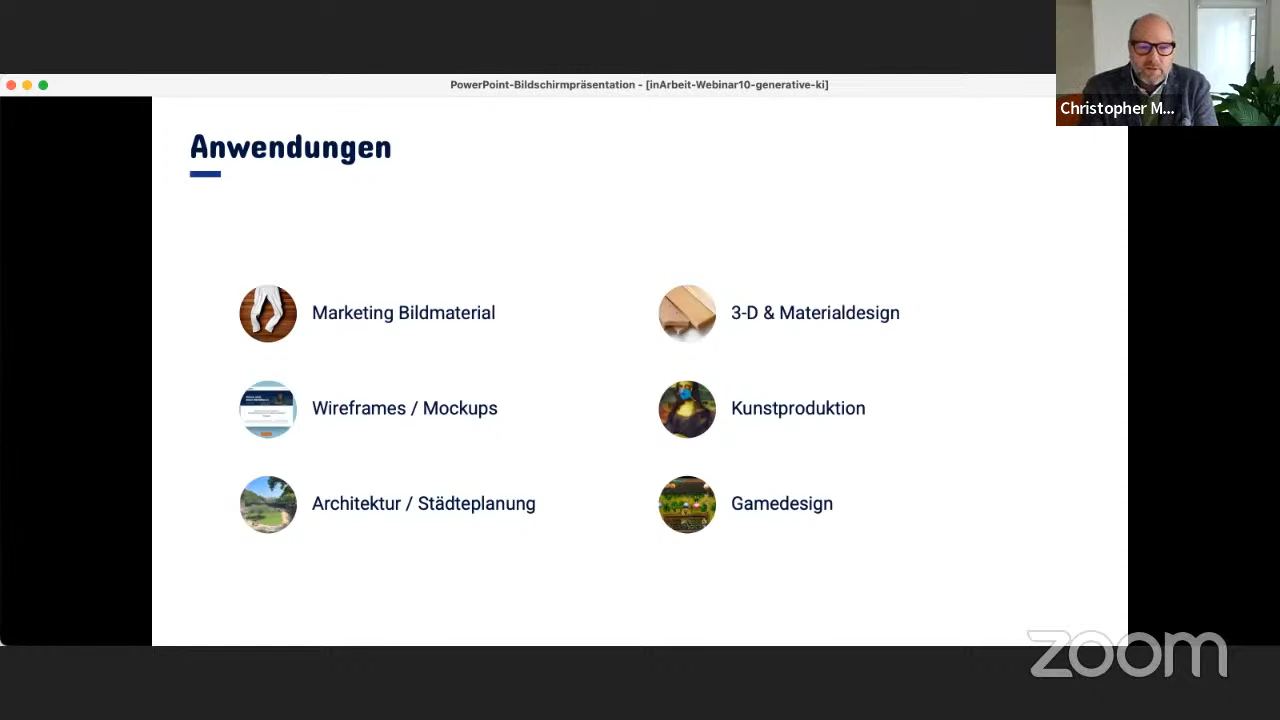 PowerPoint-Bildschirmpräsentation - [inArbeit-Webinar10-generative-ki]
Christopher M...
Anwendungen
Marketing Bildmaterial
3-D & Materialdesign
Wireframes / Mockups
Kunstproduktion
Architektur / Städteplanung
Gamedesign
zoom